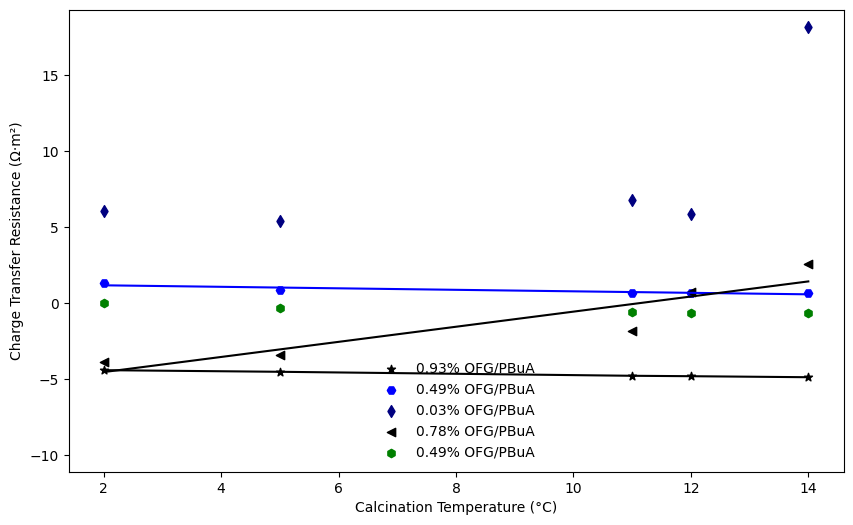 15
10
5
0
−5
−10
Charge Transfer Resistance (Ω·m²)
0.93% OFG/PBuA
0.49% OFG/PBuA
0.03% OFG/PBuA
0.78% OFG/PBuA
0.49% OFG/PBuA
2 4 6 8 10 12 14
Calcination Temperature (°C)